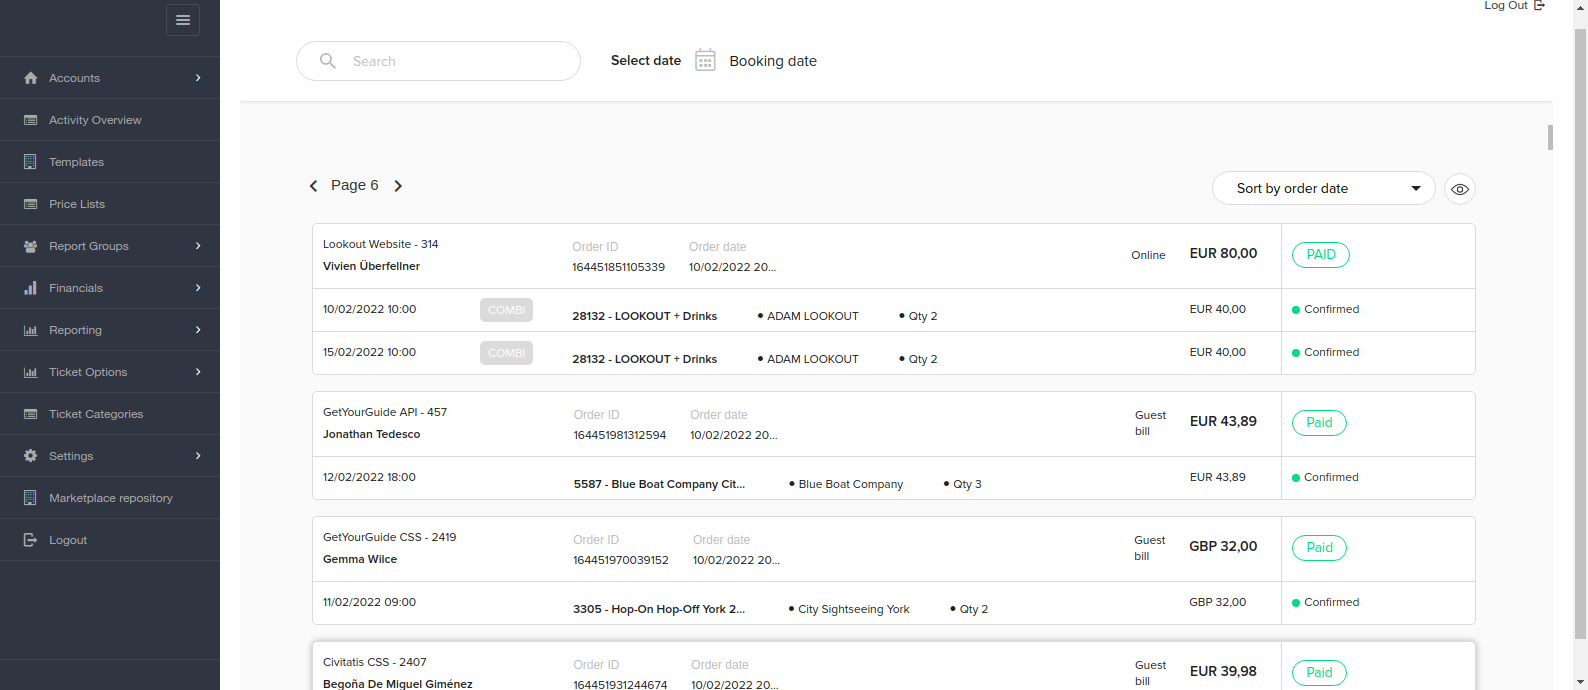 Log Out
Search
Select date
Booking date
Accounts
Activity Overview
Templates
Price Lists
Report Groups
Financials
Reporting
Ticket Options
Ticket Categories
Settings
Marketplace repository
Logout
Page 6
Sort by order date
Lookout Website - 314
Vivien Überfellner
Order ID
164451851105339
Order date
10/02/2022 20...
Online
EUR 80,00
PAID
10/02/2022 10:00
COMBI
28132 - LOOKOUT + Drinks
• ADAM LOOKOUT
• Qty 2
EUR 40,00
Confirmed
15/02/2022 10:00
COMBI
28132 - LOOKOUT + Drinks
• ADAM LOOKOUT
• Qty 2
EUR 40,00
Confirmed
GetYourGuide API - 457
Jonathan Tedesco
Order ID
164451981312594
Order date
10/02/2022 20...
Guest
bill
EUR 43,89
Paid
12/02/2022 18:00
5587 - Blue Boat Company Cit...
• Blue Boat Company
• Qty 3
EUR 43,89
Confirmed
GetYourGuide CSS - 2419
Gemma Wilce
Order ID
164451970039152
Order date
10/02/2022 20...
Guest
bill
GBP 32,00
Paid
11/02/2022 09:00
3305 - Hop-On Hop-Off York 2...
• City Sightseeing York
• Qty 2
GBP 32,00
Confirmed
Civitatis CSS - 2407
Begoña De Miguel Giménez
Order ID
164451931244674
Order date
10/02/2022 20...
Guest
bill
EUR 39,98
Paid